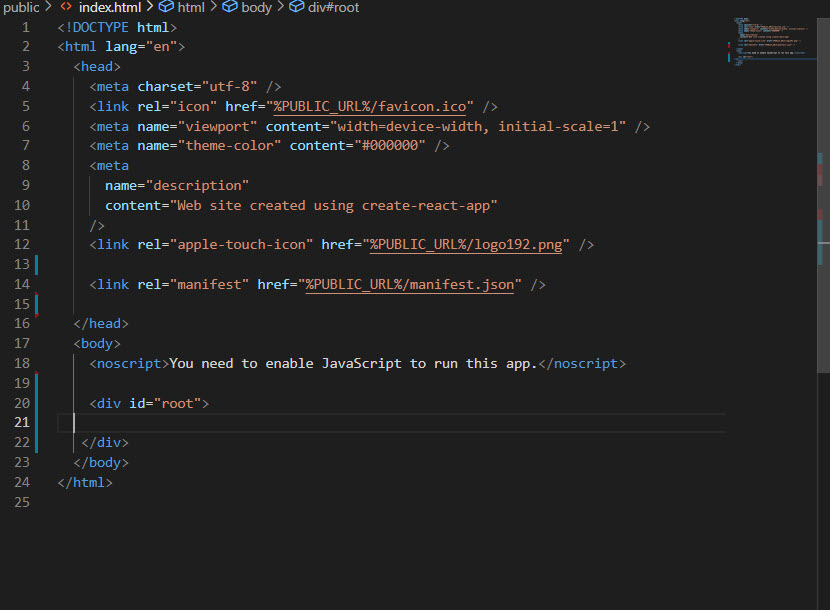 public > index.html > html > body > div#root
1 <!DOCTYPE html>
2 <html lang="en">
3 <head>
4 <meta charset="utf-8" />
5 <link rel="icon" href="%PUBLIC_URL%/favicon.ico" />
6 <meta name="viewport" content="width=device-width, initial-scale=1" />
7 <meta name="theme-color" content="#000000" />
8 <meta
9 name="description"
10 content="Web site created using create-react-app"
11 />
12 <link rel="apple-touch-icon" href="%PUBLIC_URL%/logo192.png" />
13
14 <link rel="manifest" href="%PUBLIC_URL%/manifest.json" />
15
16 </head>
17 <body>
18 <noscript>You need to enable JavaScript to run this app.</noscript>
19
20 <div id="root">
21
22 </div>
23 </body>
24 </html>
25